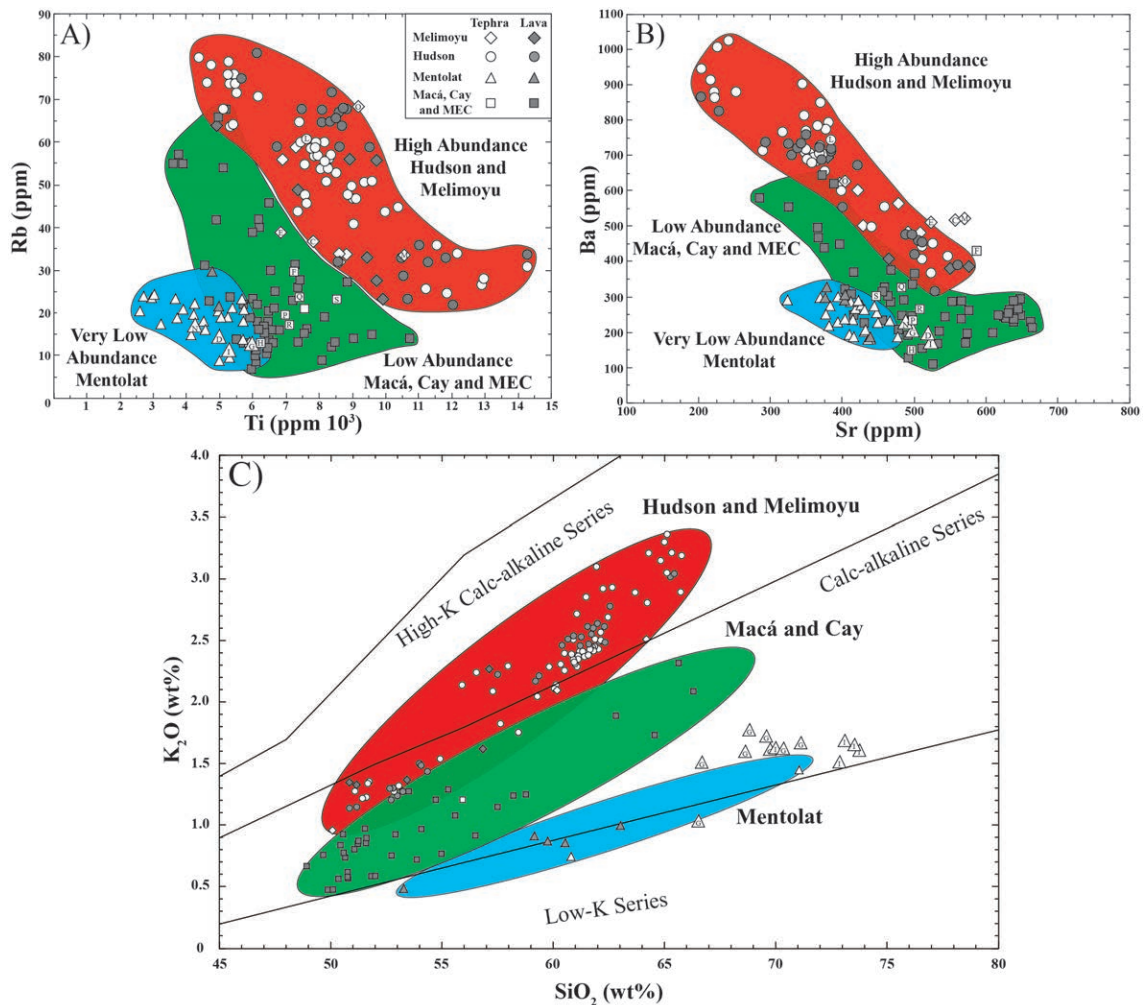 A)
Tephra Lava
Melimoyu
Hudson
Mentolat
Macá, Cay
and MEC
High Abundance
Hudson and
Melimoyu
Very Low
Abundance
Mentolat
Low Abundance
Macá, Cay and MEC
Rb (ppm)
90
80
70
60
50
40
30
20
10
0
1 2 3 4 5 6 7 8 9 10 11 12 13 14 15
Ti (ppm 10³)
B)
High Abundance
Hudson and Melimoyu
Low Abundance
Macá, Cay and MEC
Very Low Abundance
Mentolat
Ba (ppm)
1100
1000
900
800
700
600
500
400
300
200
100
0
100 200 300 400 500 600 700 800
Sr (ppm)
C)
Hudson and Melimoyu
High-K Calc-alkaline Series
Calc-alkaline Series
Macá and Cay
Mentolat
Low-K Series
K₂O (wt%)
4.0
3.5
3.0
2.5
2.0
1.5
1.0
0.5
0
45 50 55 60 65 70 75 80
SiO₂ (wt%)